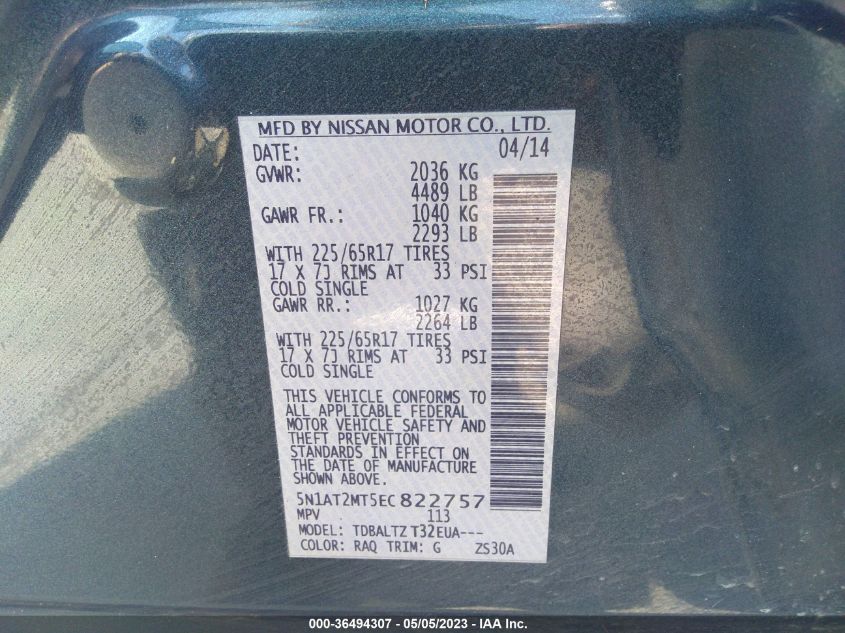 MFD BY NISSAN MOTOR CO., LTD.
DATE: 04/14
GVWR: 2036 KG
4489 LB
GAWR FR.: 1040 KG
2293 LB
WITH 225/65R17 TIRES
17 X 7J RIMS AT 33 PSI
COLD SINGLE
GAWR RR.: 1027 KG
2264 LB
WITH 225/65R17 TIRES
17 X 7J RIMS AT 33 PSI
COLD SINGLE
THIS VEHICLE CONFORMS TO
ALL APPLICABLE FEDERAL
MOTOR VEHICLE SAFETY AND
THEFT PREVENTION
STANDARDS IN EFFECT ON
THE DATE OF MANUFACTURE
SHOWN ABOVE.
5N1AT2MT5EC822757
MPV 113
MODEL: TDBALTZ T32EUA---
COLOR: RAQ TRIM: G ZS30A
000-36494307 - 05/05/2023 - IAA Inc.